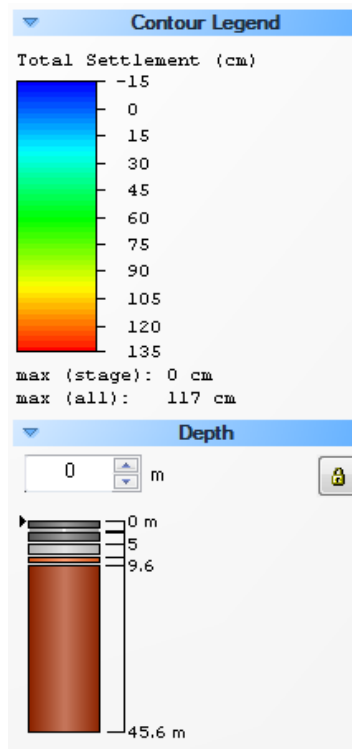 Contour Legend
Total Settlement (cm)
-15
0
15
30
45
60
75
90
105
120
135
max (stage): 0 cm
max (all): 117 cm
Depth
0 m
0 m
5
9.6
45.6 m